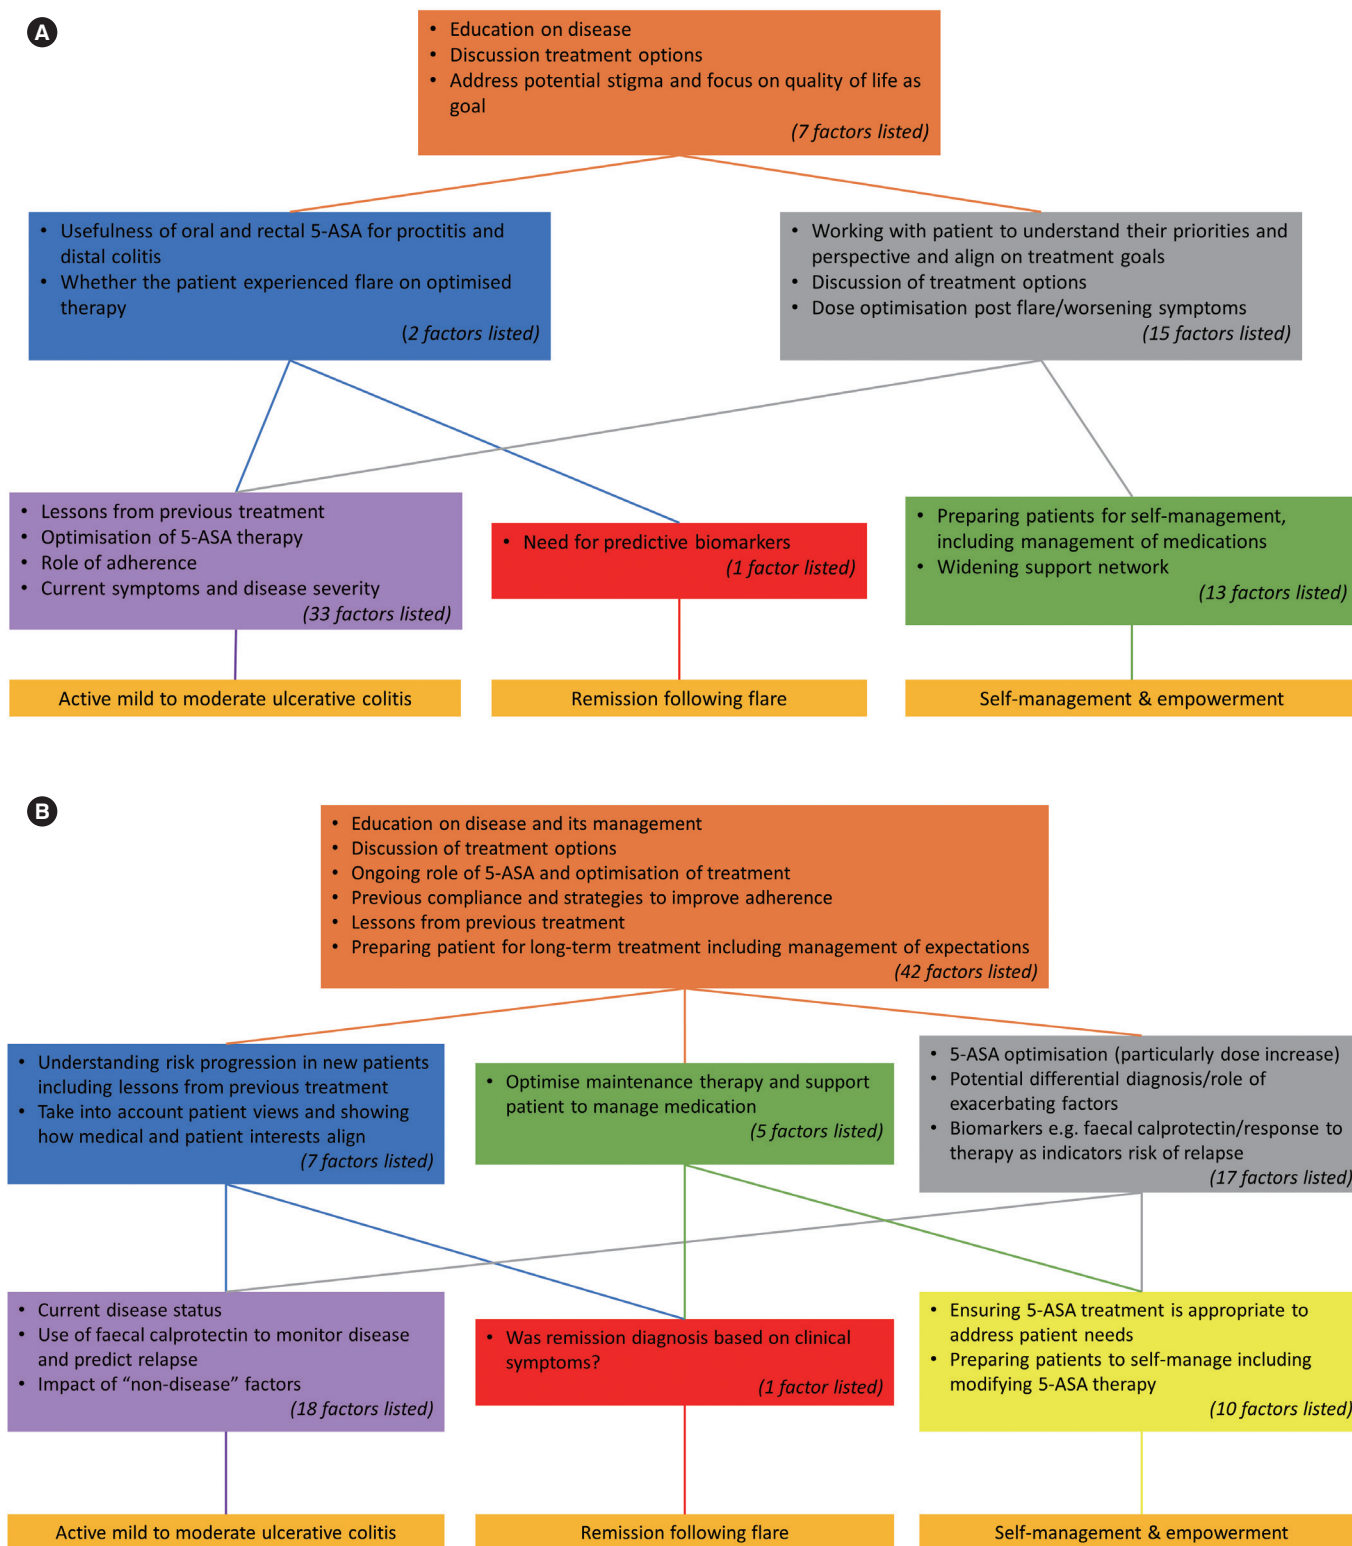 A
• Education on disease
• Discussion treatment options
• Address potential stigma and focus on quality of life as
goal
(7 factors listed)
• Usefulness of oral and rectal 5-ASA for proctitis and
distal colitis
• Whether the patient experienced flare on optimised
therapy
(2 factors listed)
• Working with patient to understand their priorities and
perspective and align on treatment goals
• Discussion of treatment options
• Dose optimisation post flare/worsening symptoms
(15 factors listed)
• Lessons from previous treatment
• Optimisation of 5-ASA therapy
• Role of adherence
• Current symptoms and disease severity
(33 factors listed)
• Need for predictive biomarkers
(1 factor listed)
• Preparing patients for self-management,
including management of medications
• Widening support network
(13 factors listed)
Active mild to moderate ulcerative colitis
Remission following flare
Self-management & empowerment
B
• Education on disease and its management
• Discussion of treatment options
• Ongoing role of 5-ASA and optimisation of treatment
• Previous compliance and strategies to improve adherence
• Lessons from previous treatment
• Preparing patient for long-term treatment including management of expectations
(42 factors listed)
• Understanding risk progression in new patients
including lessons from previous treatment
• Take into account patient views and showing
how medical and patient interests align
(7 factors listed)
• Optimise maintenance therapy and support
patient to manage medication
(5 factors listed)
• 5-ASA optimisation (particularly dose increase)
• Potential differential diagnosis/role of
exacerbating factors
• Biomarkers e.g. faecal calprotectin/response to
therapy as indicators risk of relapse
(17 factors listed)
• Current disease status
• Use of faecal calprotectin to monitor disease
and predict relapse
• Impact of “non-disease” factors
(18 factors listed)
• Was remission diagnosis based on clinical
symptoms?
(1 factor listed)
• Ensuring 5-ASA treatment is appropriate to
address patient needs
• Preparing patients to self-manage including
modifying 5-ASA therapy
(10 factors listed)
Active mild to moderate ulcerative colitis
Remission following flare
Self-management & empowerment